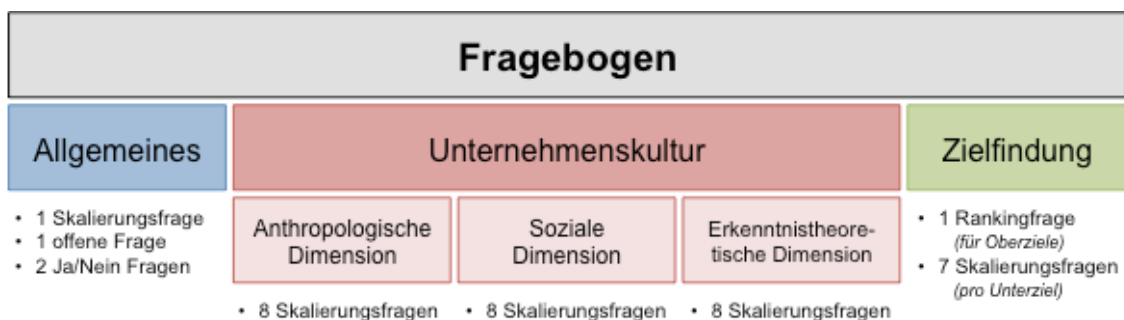 Fragebogen
Allgemeines
• 1 Skalierungsfrage
• 1 offene Frage
• 2 Ja/Nein Fragen
Unternehmenskultur
Anthropologische
Dimension
• 8 Skalierungsfragen
Soziale
Dimension
• 8 Skalierungsfragen
Erkenntnistheore-
tische Dimension
• 8 Skalierungsfragen
Zielfindung
• 1 Rankingfrage
(für Oberziele)
• 7 Skalierungsfragen
(pro Unterziel)